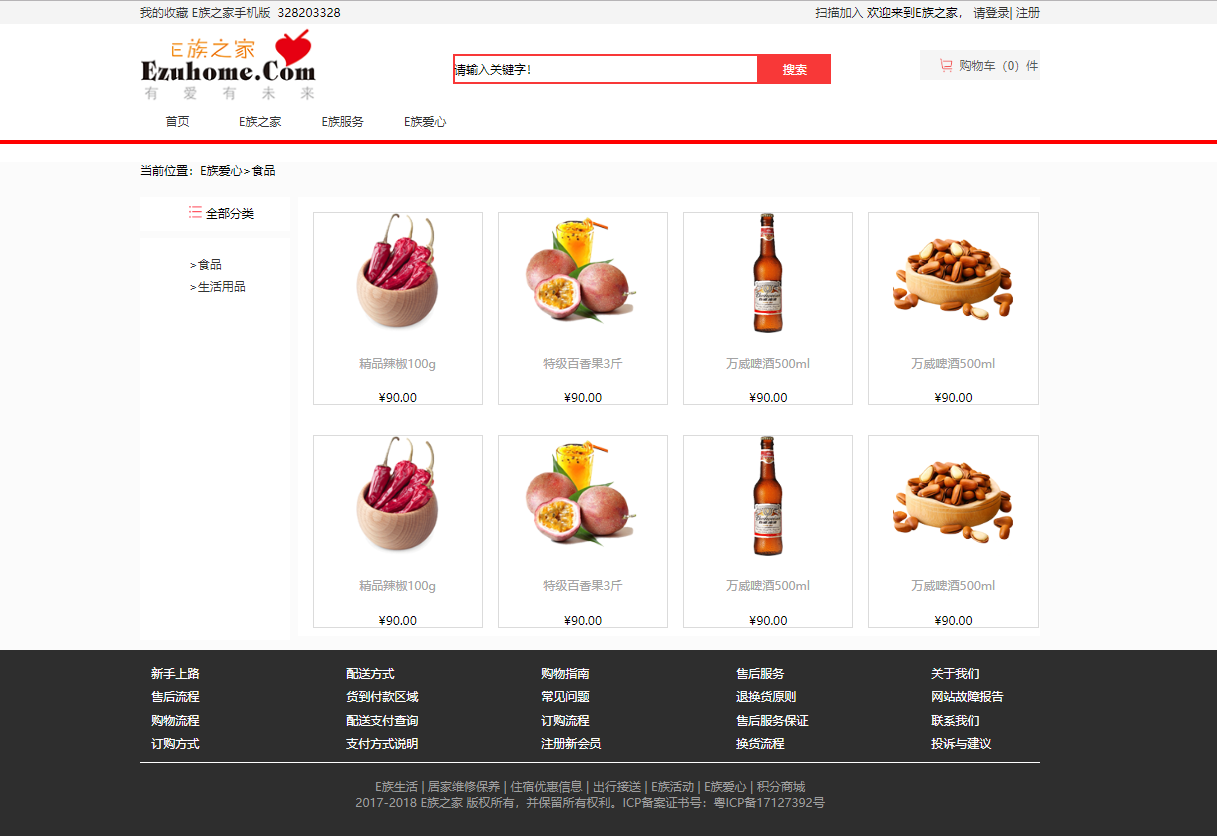 我的收藏 E族之家手机版 328203328 扫描加入 欢迎来到E族之家， 请登录| 注册
E族之家
Ezuhome.Com
有 爱 有 未 来
请输入关键字! 搜索
购物车（0）件
首页 E族之家 E族服务 E族爱心
当前位置：E族爱心>食品
全部分类
>食品
>生活用品
精品辣椒100g 特级百香果3斤 万威啤酒500ml 万威啤酒500ml
¥90.00 ¥90.00 ¥90.00 ¥90.00
精品辣椒100g 特级百香果3斤 万威啤酒500ml 万威啤酒500ml
¥90.00 ¥90.00 ¥90.00 ¥90.00
新手上路 配送方式 购物指南 售后服务 关于我们
售后流程 货到付款区域 常见问题 退换货原则 网站故障报告
购物流程 配送支付查询 订购流程 售后服务保证 联系我们
订购方式 支付方式说明 注册新会员 换货流程 投诉与建议
E族生活 | 居家维修保养 | 住宿优惠信息 | 出行接送 | E族活动 | E族爱心 | 积分商城
2017-2018 E族之家 版权所有，并保留所有权利。ICP备案证书号：粤ICP备17127392号